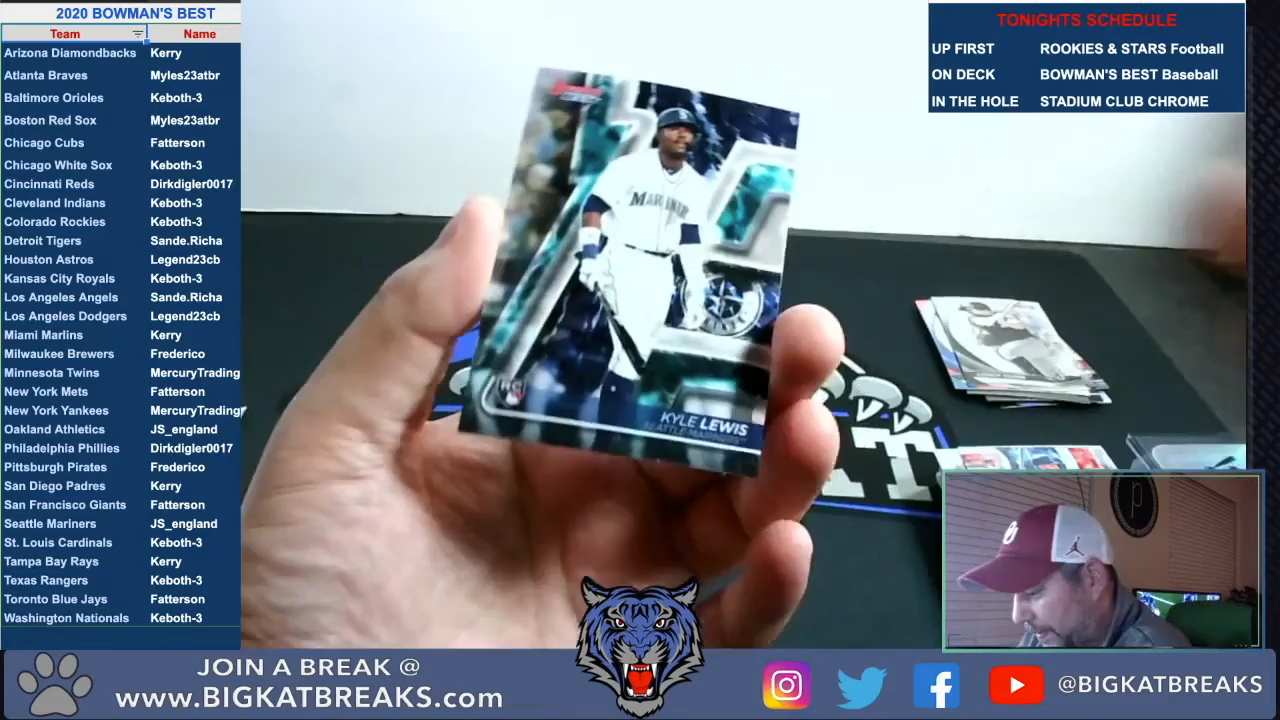 2020 BOWMAN'S BEST
Team Name
Arizona Diamondbacks Kerry
Atlanta Braves Myles23atbr
Baltimore Orioles Keboth-3
Boston Red Sox Myles23atbr
Chicago Cubs Fatterson
Chicago White Sox Keboth-3
Cincinnati Reds Dirkdigler0017
Cleveland Indians Keboth-3
Colorado Rockies Keboth-3
Detroit Tigers Sande.Richa
Houston Astros Legend23cb
Kansas City Royals Keboth-3
Los Angeles Angels Sande.Richa
Los Angeles Dodgers Legend23cb
Miami Marlins Kerry
Milwaukee Brewers Frederico
Minnesota Twins MercuryTrading
New York Mets Fatterson
New York Yankees MercuryTrading
Oakland Athletics JS_england
Philadelphia Phillies Dirkdigler0017
Pittsburgh Pirates Frederico
San Diego Padres Kerry
San Francisco Giants Fatterson
Seattle Mariners JS_england
St. Louis Cardinals Keboth-3
Tampa Bay Rays Kerry
Texas Rangers Keboth-3
Toronto Blue Jays Fatterson
Washington Nationals Keboth-3
TONIGHTS SCHEDULE
UP FIRST ROOKIES & STARS Football
ON DECK BOWMAN'S BEST Baseball
IN THE HOLE STADIUM CLUB CHROME
MARINERS
KYLE LEWIS
SEATTLE MARINERS
JOIN A BREAK @
www.BIGKATBREAKS.com
@BIGKATBREAKS